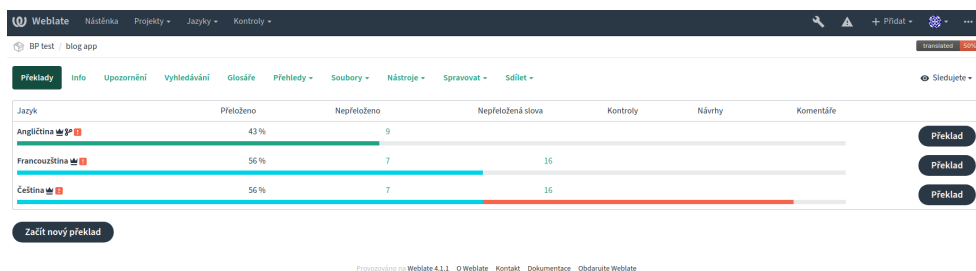 Weblate Nástěnka Projekty Jazyky Kontroly + Přidat
BP test / blog app translated 50%
Překlady Info Upozornění Vyhledávání Glosáře Přehledy Soubory Nástroje Spravovat Sdílet Sledujete
Jazyk Přeloženo Nepřeloženo Nepřeložená slova Kontroly Návrhy Komentáře
Angličtina 43 % 9 Překlad
Francouzština 56 % 7 16 Překlad
Čeština 56 % 7 16 Překlad
Začít nový překlad
Provozováno na Weblate 4.1.1 O Weblate Kontakt Dokumentace Obdarujte Weblate